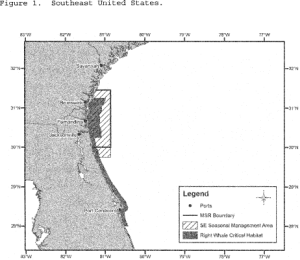 Figure 1. Southeast United States.
83°W 82°W 81°W 80°W 79°W 78°W 77°W
32°N 32°N
Savannah
31°N 31°N
Brunswick
Fernandina
Jacksonville
30°N 30°N
29°N 29°N
Port Canaveral
28°N 28°N
Legend
Ports
MSR Boundary
SE Seasonal Management Area
Right Whale Critical Habitat
83°W 82°W 81°W 80°W 79°W 78°W 77°W